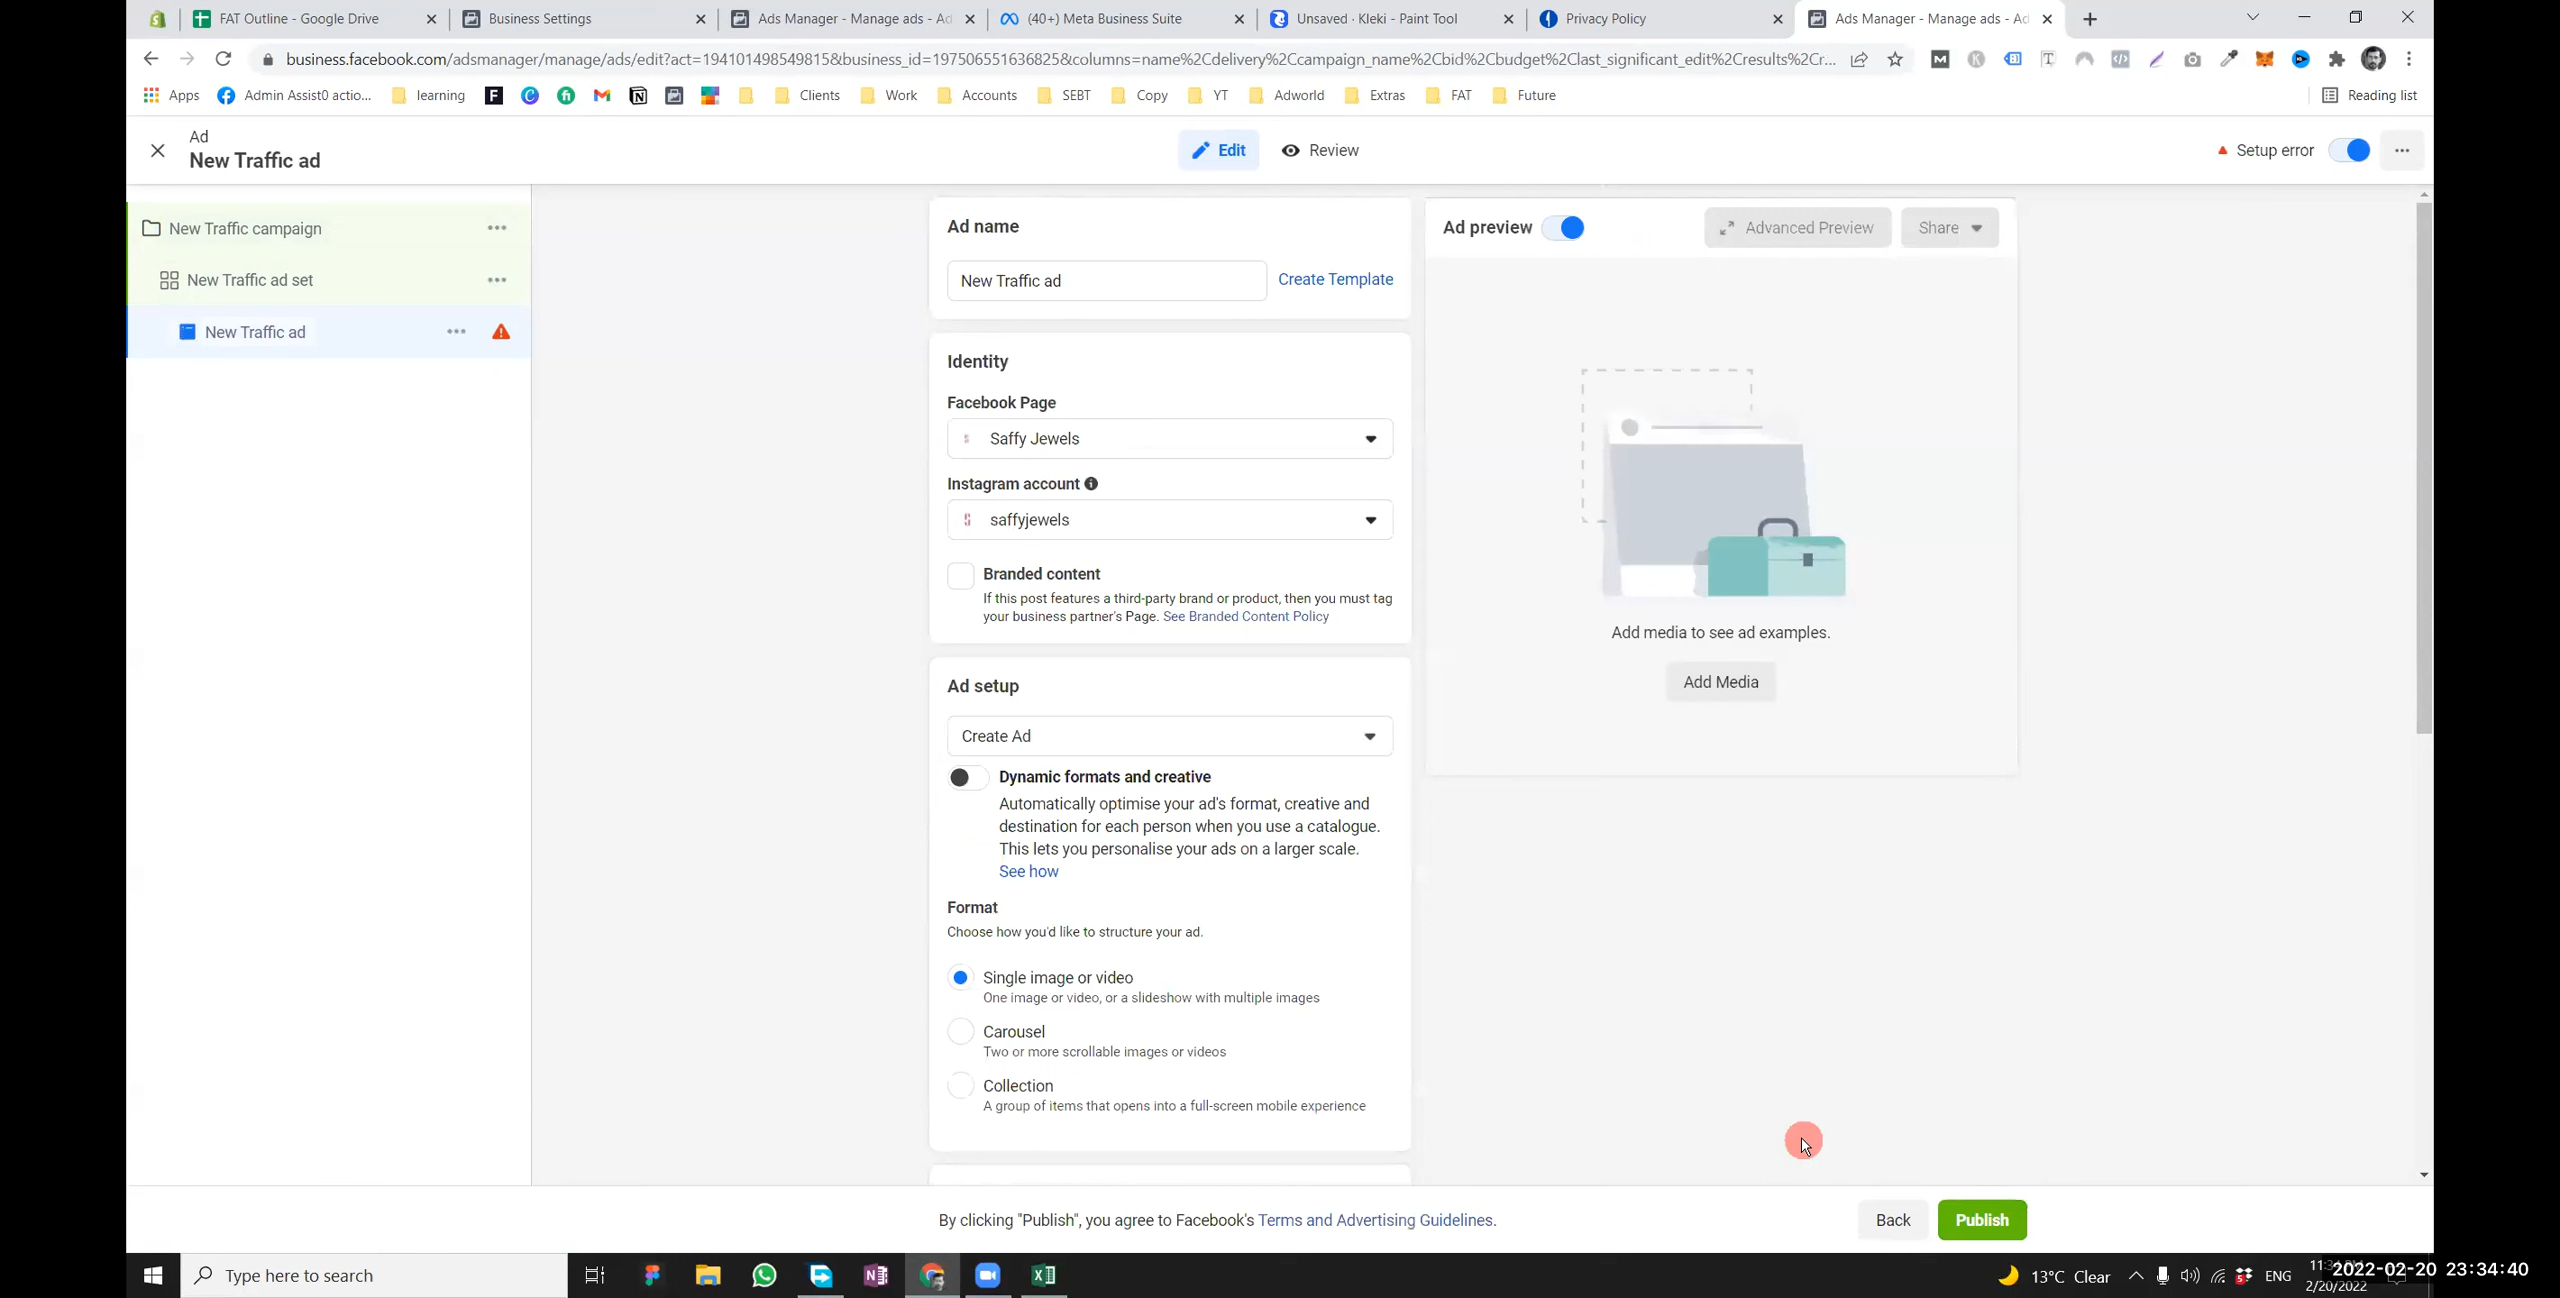 FAT Outline - Google Drive
Business Settings
Ads Manager - Manage ads - Ad
(40+) Meta Business Suite
Unsaved · Kleki - Paint Tool
Privacy Policy
Ads Manager - Manage ads - Ad
business.facebook.com/adsmanager/manage/ads/edit?act=194101498549815&business_id=197506551636825&columns=name%2Cdelivery%2Ccampaign_name%2Cbid%2Cbudget%2Clast_significant_edit%2Cresults%2Cr...
Apps
Admin Assist0 actio...
learning
Clients
Work
Accounts
SEBT
Copy
YT
Adworld
Extras
FAT
Future
Reading list
Ad
New Traffic ad
Edit
Review
Setup error
New Traffic campaign
New Traffic ad set
New Traffic ad
Ad name
New Traffic ad
Create Template
Identity
Facebook Page
Saffy Jewels
Instagram account
saffyjewels
Branded content
If this post features a third-party brand or product, then you must tag
your business partner's Page. See Branded Content Policy
Ad setup
Create Ad
Dynamic formats and creative
Automatically optimise your ad's format, creative and
destination for each person when you use a catalogue.
This lets you personalise your ads on a larger scale.
See how
Format
Choose how you'd like to structure your ad.
Single image or video
One image or video, or a slideshow with multiple images
Carousel
Two or more scrollable images or videos
Collection
A group of items that opens into a full-screen mobile experience
Ad preview
Advanced Preview
Share
Add media to see ad examples.
Add Media
By clicking "Publish", you agree to Facebook's Terms and Advertising Guidelines.
Back
Publish
Type here to search
13°C Clear
ENG
2022-02-20 23:34:40
2/20/2022